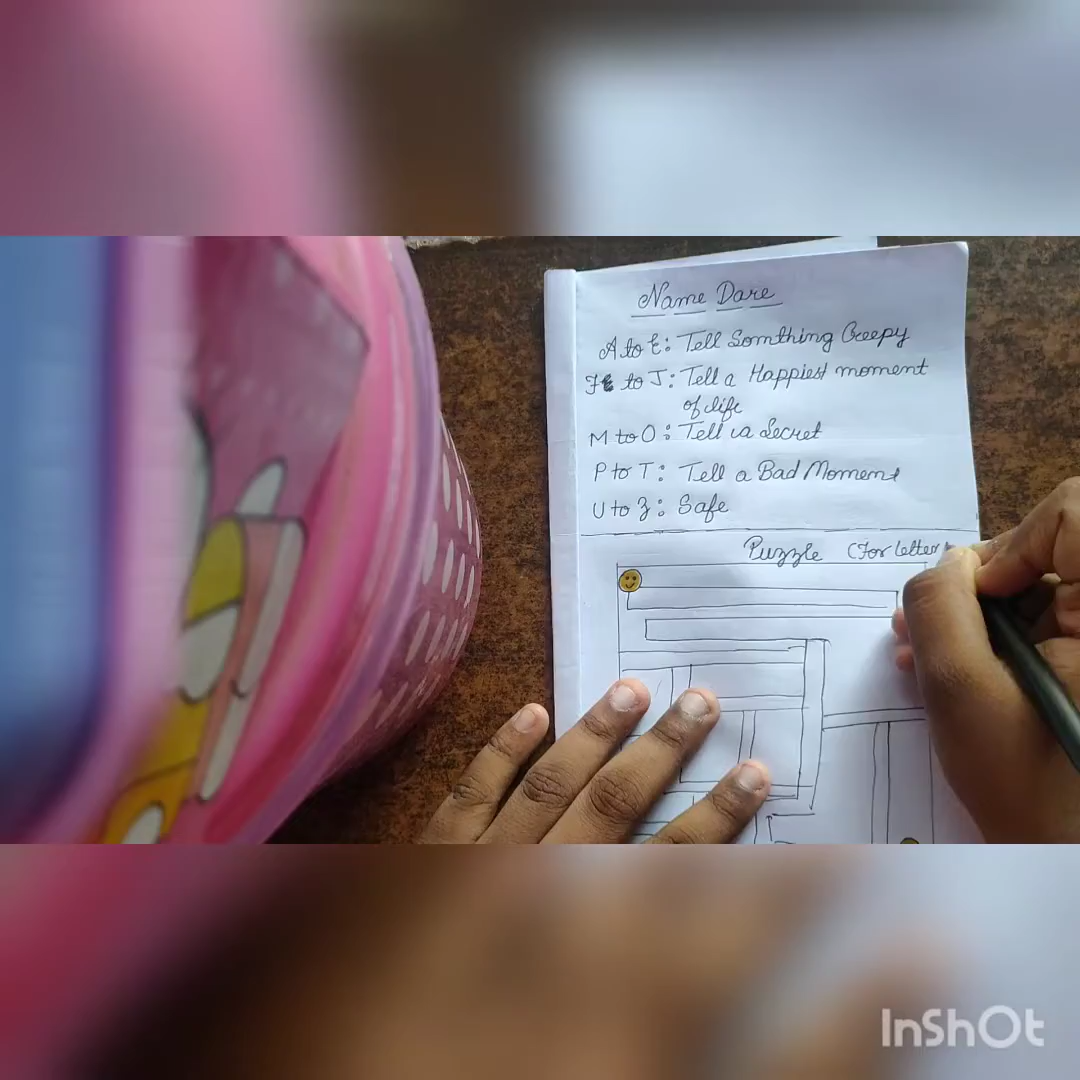 Name Dare
A to E: Tell Somthing Creepy
F to J: Tell a Happiest moment
of life
M to O: Tell a Secret
P to T: Tell a Bad Moment
U to Z: Safe
Puzzle (For letter
InShOt